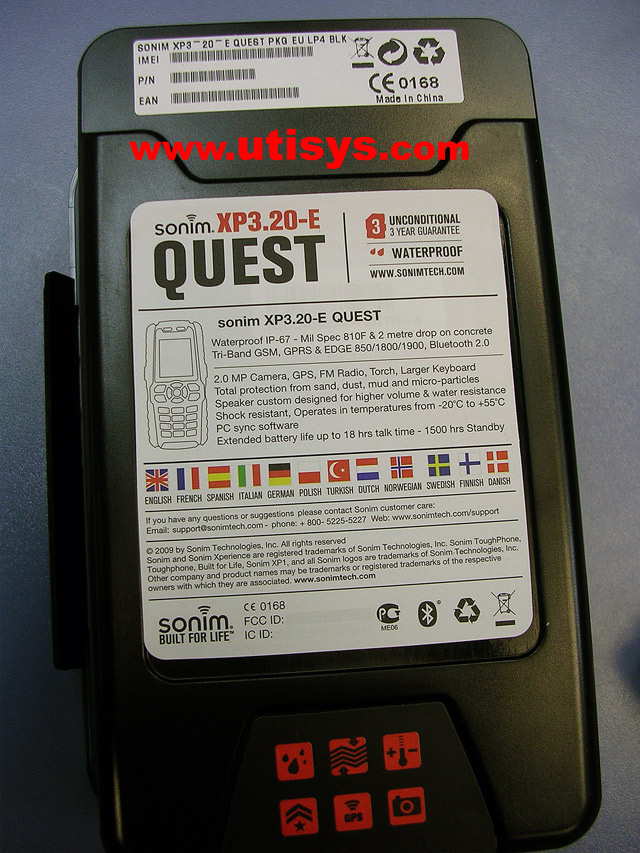 SONIM XP3-20-E QUEST PKG EU LP4 BLK
IMEI
P/N
EAN
CE 0168
Made in China
www.utisys.com
sonim. XP3.20-E
QUEST
3 UNCONDITIONAL
3 YEAR GUARANTEE
WATERPROOF
WWW.SONIMTECH.COM
sonim XP3.20-E QUEST
Waterproof IP-67 - Mil Spec 810F & 2 metre drop on concrete
Tri-Band GSM, GPRS & EDGE 850/1800/1900, Bluetooth 2.0
2.0 MP Camera, GPS, FM Radio, Torch, Larger Keyboard
Total protection from sand, dust, mud and micro-particles
Speaker custom designed for higher volume & water resistance
Shock resistant, Operates in temperatures from -20°C to +55°C
PC sync software
Extended battery life up to 18 hrs talk time - 1500 hrs Standby
ENGLISH FRENCH SPANISH ITALIAN GERMAN POLISH TURKISH DUTCH NORWEGIAN SWEDISH FINNISH DANISH
If you have any questions or suggestions please contact Sonim customer care:
Email: support@sonimtech.com - phone: + 800- 5225-5227 Web: www.sonimtech.com/support
© 2009 by Sonim Technologies, Inc. All rights reserved
Sonim and Sonim Xperience are registered trademarks of Sonim Technologies, Inc. Sonim ToughPhone,
Toughphone, Built for Life, Sonim XP1, and all Sonim logos are trademarks of Sonim Technologies, Inc.
Other company and product names may be trademarks or registered trademarks of the respective
owners with which they are associated. www.sonimtech.com
sonim.
BUILT FOR LIFE™
CE 0168
FCC ID:
IC ID:
ME06
GPS